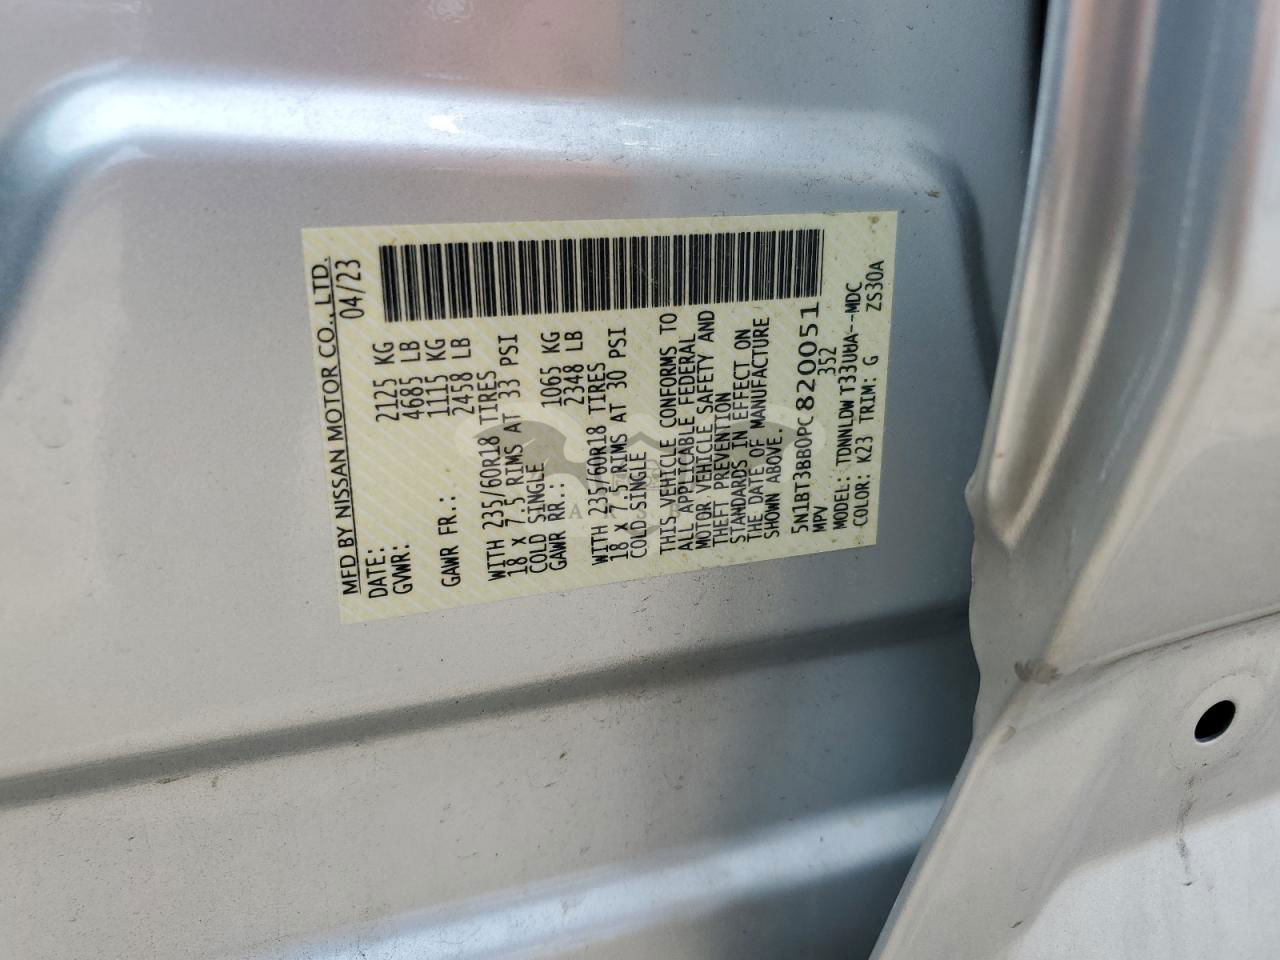 MFD BY NISSAN MOTOR CO., LTD.
DATE: 04/23
GVWR: 2125 KG
4685 LB
GAWR FR.: 1115 KG
2458 LB
WITH 235/60R18 TIRES
18 X 7.5 RIMS AT 33 PSI
COLD SINGLE
GAWR RR.: 1065 KG
2348 LB
WITH 235/60R18 TIRES
18 X 7.5 RIMS AT 30 PSI
COLD SINGLE
THIS VEHICLE CONFORMS TO
ALL APPLICABLE FEDERAL
MOTOR VEHICLE SAFETY AND
THEFT PREVENTION
STANDARDS IN EFFECT ON
THE DATE OF MANUFACTURE
SHOWN ABOVE.
5N1BT3BB0PC820051
MPV 352
MODEL: TDNNLDW T33UUA--MDC
COLOR: K23 TRIM: G ZS30A